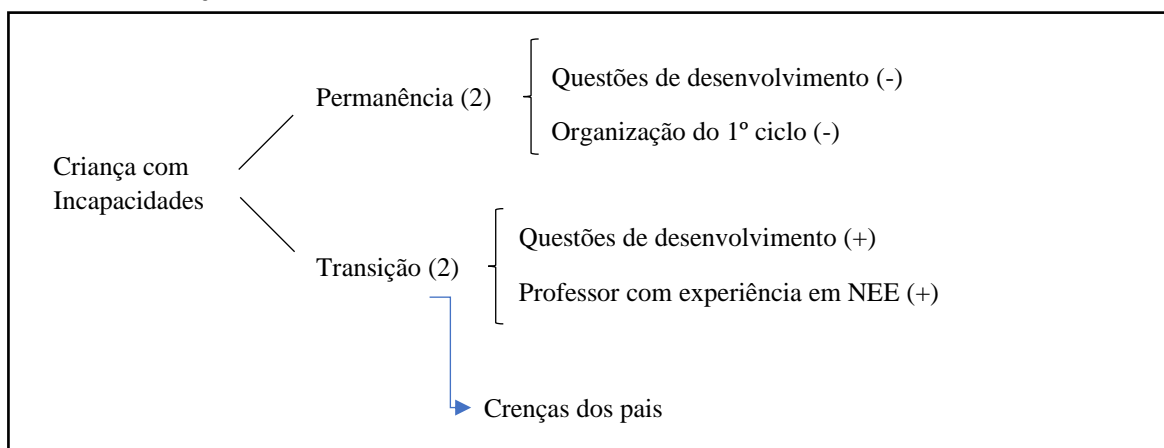 Permanência (2)
Questões de desenvolvimento (-)
Organização do 1º ciclo (-)
Criança com
Incapacidades
Transição (2)
Questões de desenvolvimento (+)
Professor com experiência em NEE (+)
Crenças dos pais